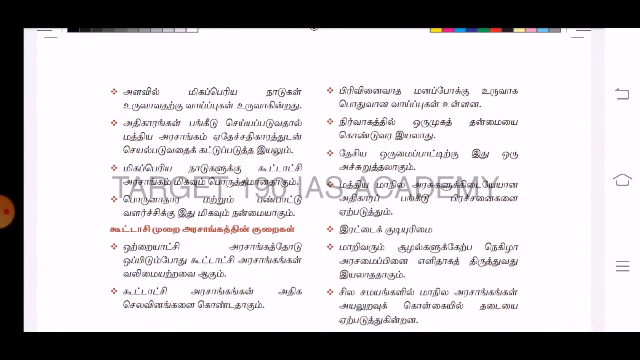 அளவில் மிகப்பெரிய நாடுகள்
உருவாவதற்கு வாய்ப்புகள் உருவாகின்றது.
அதிகாரங்கள் பங்கீடு செய்யப்படுவதால்
மத்திய அரசாங்கம் ஏதேச்சதிகாரத்துடன்
செயல்படுவதைக் கட்டுப்படுத்த இயலும்.
மிகப்பெரிய நாடுகளுக்கு கூட்டாட்சி
அரசாங்கம் மிகவும் பொருத்தமானதாகும்.
பொருளாதார மற்றும் பண்பாட்டு
வளர்ச்சிக்கு இது மிகவும் நன்மையாகும்.
கூட்டாட்சி முறை அரசாங்கத்தின் குறைகள்
ஒற்றையாட்சி அரசாங்கத்தோடு
ஒப்பிடும்போது கூட்டாட்சி அரசாங்கங்கள்
வலிமையற்றவை ஆகும்.
கூட்டாட்சி அரசாங்கங்கள் அதிக
செலவினங்களை கொண்டதாகும்.
பிரிவினைவாத மனப்போக்கு உருவாக
பொதுவான வாய்ப்புகள் உள்ளன.
நிர்வாகத்தில் ஒருமுகத் தன்மையை
கொண்டுவர இயலாது.
தேசிய ஒருமைப்பாட்டிற்கு இது ஒரு
அச்சுறுத்தலாகும்.
மத்திய மாநில அரசுகளுக்கிடையேயான
அதிகாரப் பங்கீடு பிரச்சனைகளை
ஏற்படுத்தும்.
இரட்டைக் குடியுரிமை
மாறிவரும் சூழல்களுக்கேற்ப நெகிழா
அரசமைப்பினை எளிதாகத் திருத்துவது
இயலாததாகும்.
சில சமயங்களில் மாநில அரசாங்கங்கள்
அயலுறவுக் கொள்கையில் தடையை
ஏற்படுத்துகின்றன.
TARGET 190 IAS ACADEMY